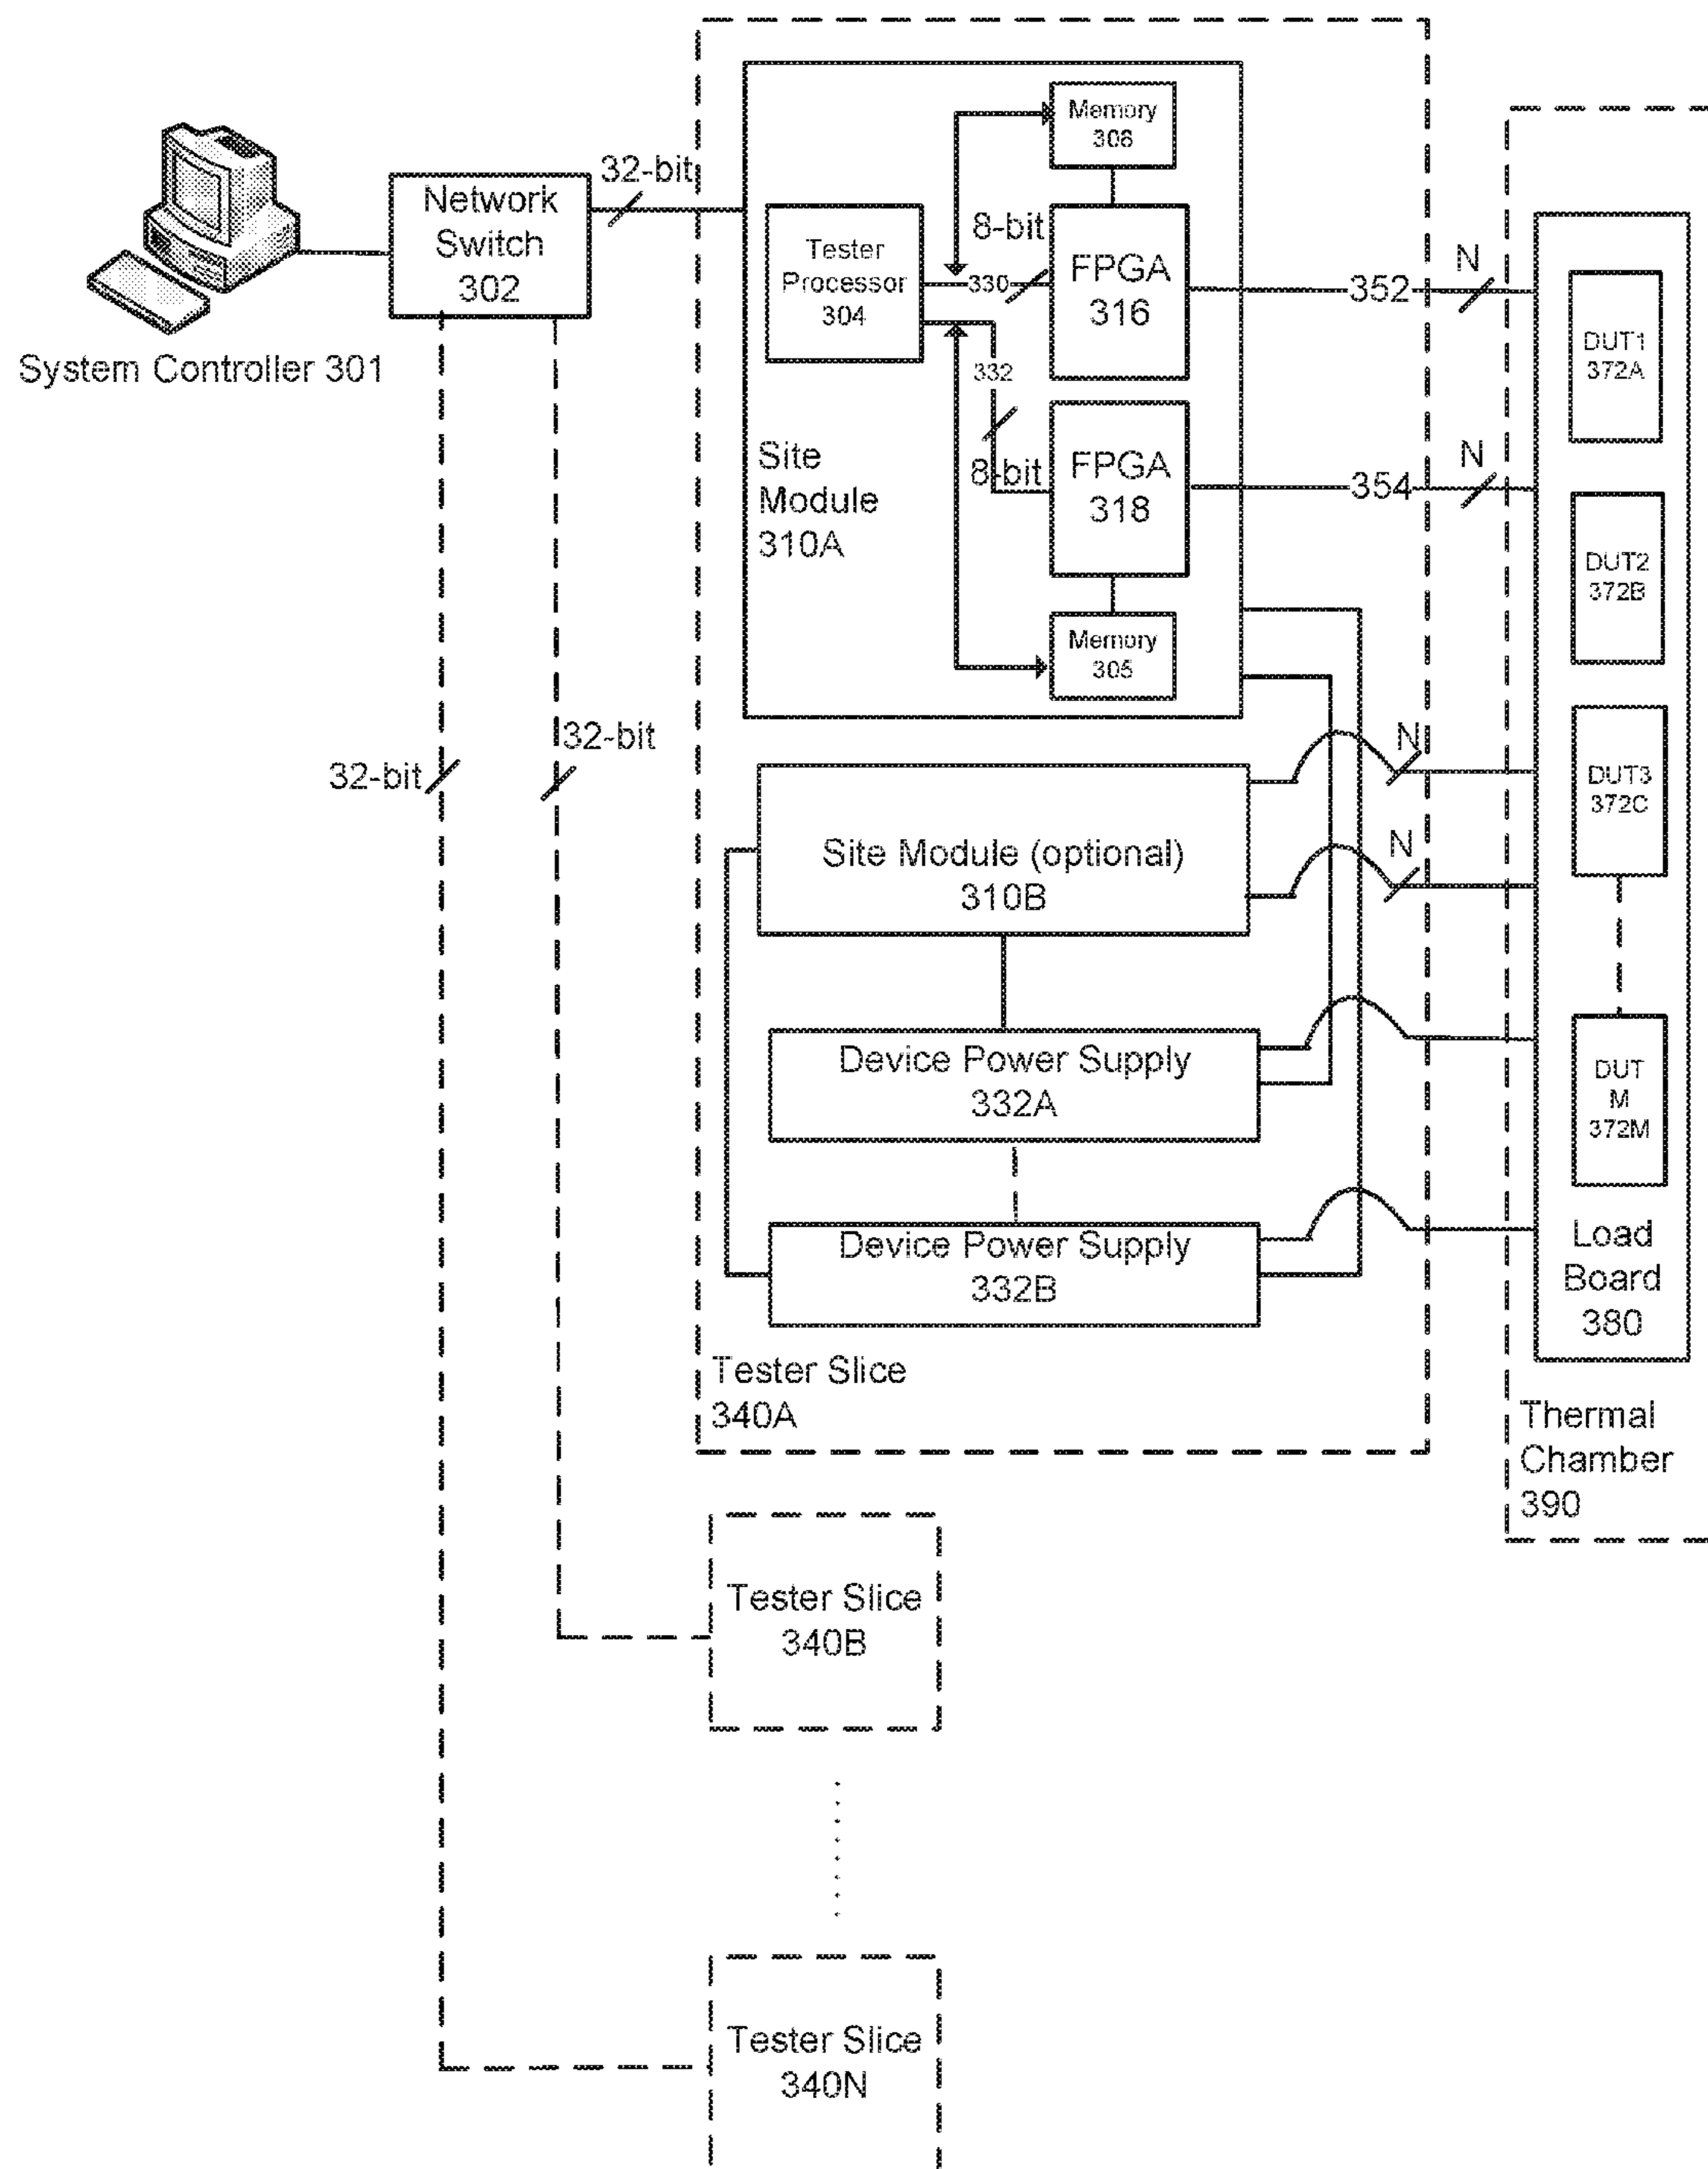 System Controller 301
Network
Switch
302
32-bit
32-bit
32-bit
Tester
Processor
304
Memory
306
8-bit
330
FPGA
316
332
8-bit
FPGA
318
Memory
305
Site
Module
310A
352
N
354
N
Site Module (optional)
310B
N
N
Device Power Supply
332A
Device Power Supply
332B
Tester Slice
340A
DUT1
372A
DUT2
372B
DUT3
372C
DUT
M
372M
Load
Board
380
Thermal
Chamber
390
Tester Slice
340B
Tester Slice
340N